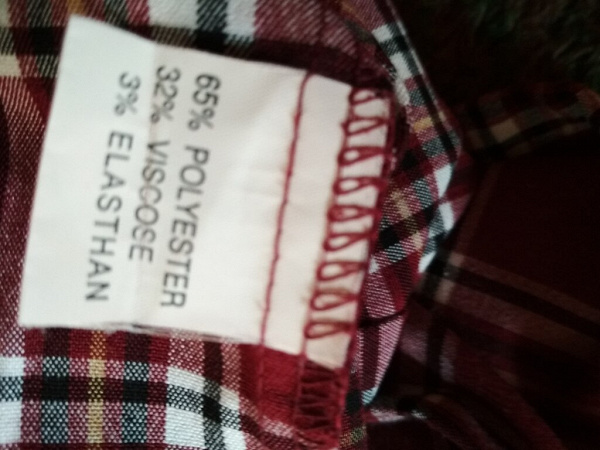 65% POLYESTER
32% VISCOSE
3% ELASTHAN